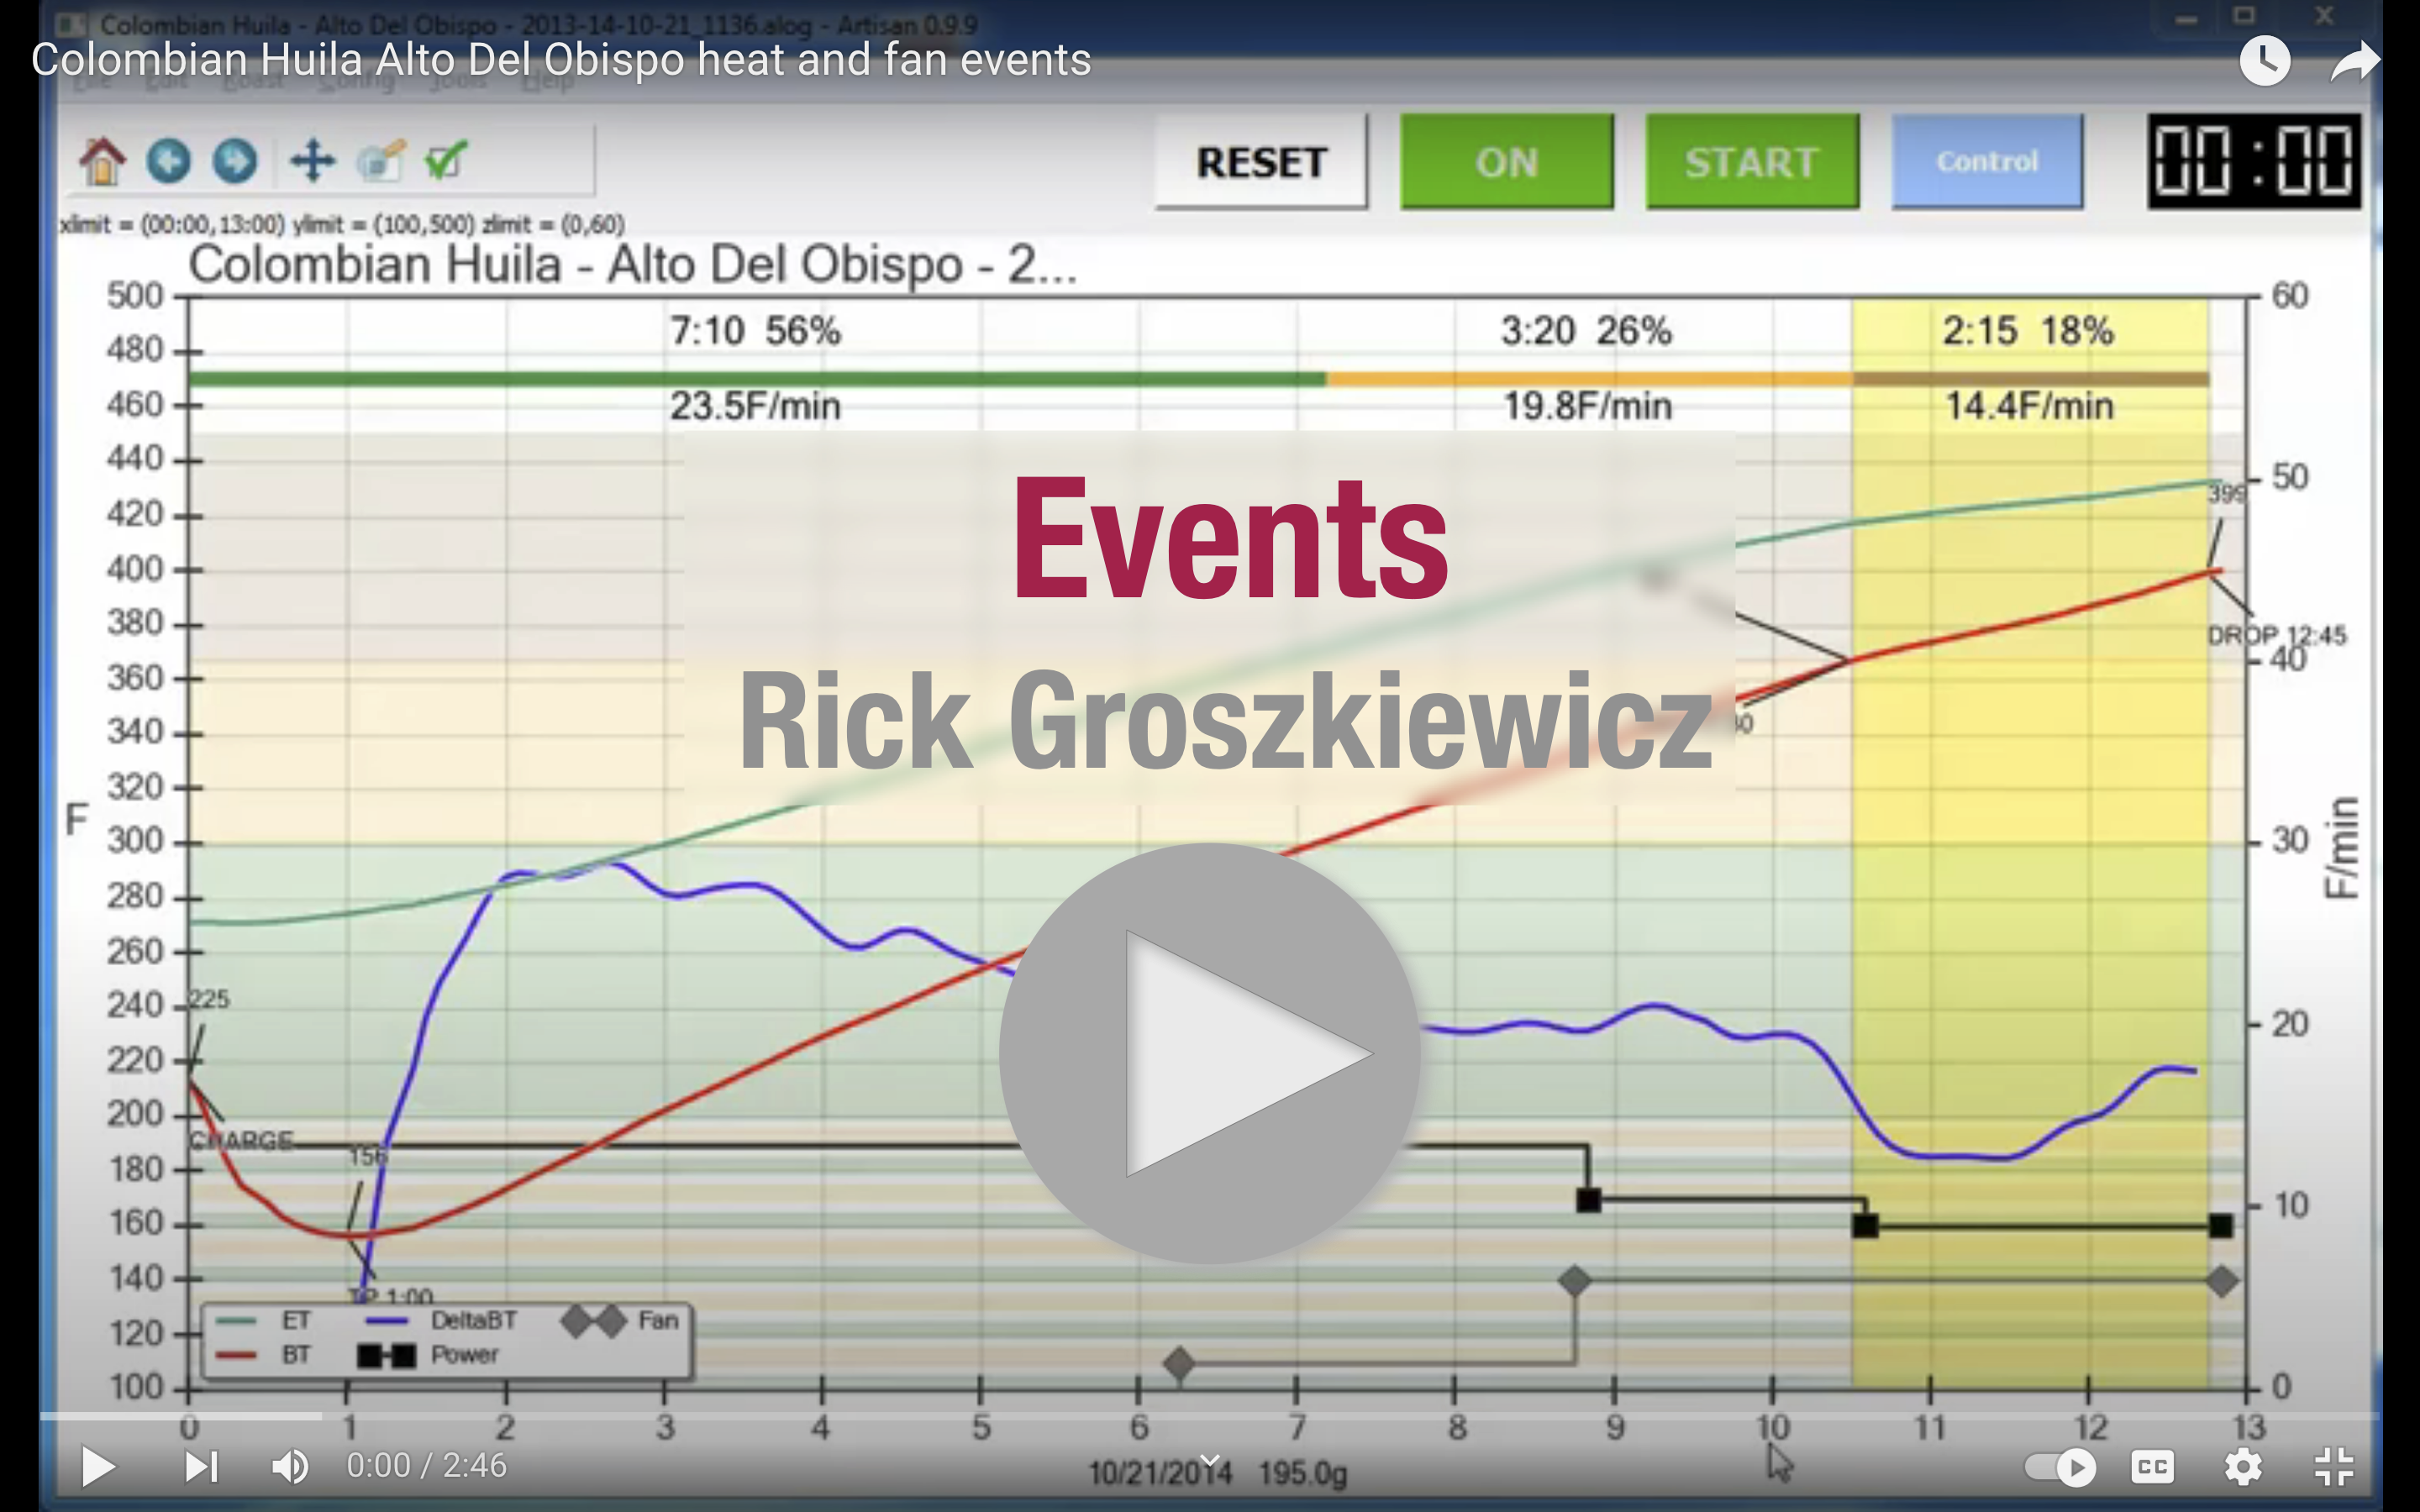 Colombian Huila - Alto Del Obispo - 2013-14-10-21_1136.alog - Artisan 0.9.9
Colombian Huila Alto Del Obispo heat and fan events
File Edit Roast Config Tools Help
RESET ON START Control 00:00
xlimit = (00:00,13:00) ylimit = (100,500) zlimit = (0,60)
Colombian Huila - Alto Del Obispo - 2...
500 60
7:10 56% 3:20 26% 2:15 18%
480
460 23.5F/min 19.8F/min 14.4F/min
440
Events
50
399
420
400
380
DROP 12:45
40
360
Rick Groszkiewicz
340
320
F
F/min
300 30
280
260
240
225
20
220
200
CHARGE
156
180
160 10
140
TP 1:00
ET DeltaBT Fan
BT Power
120
100 0
0 1 2 3 4 5 6 7 8 9 10 11 12 13
0:00 / 2:46
10/21/2014 195.0g
CC